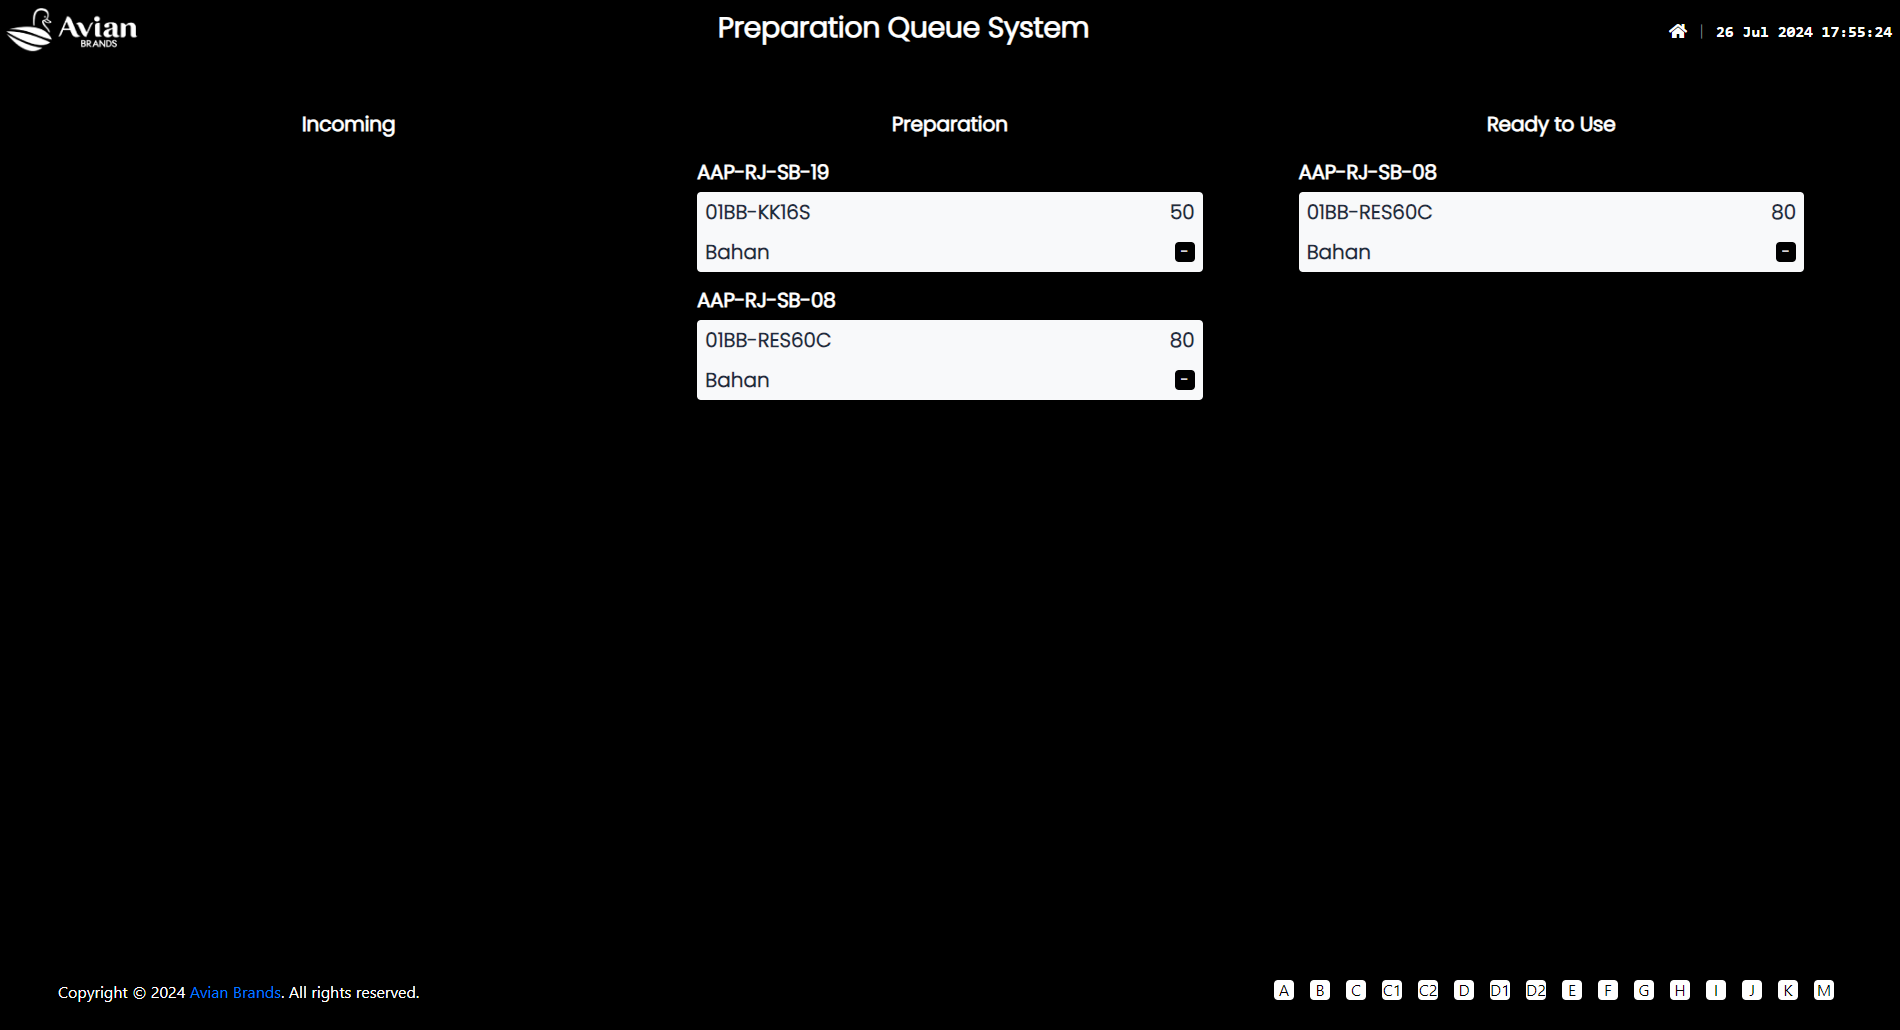 Avian
BRANDS
Preparation Queue System
| 26 Jul 2024 17:55:24
Incoming
Preparation
AAP-RJ-SB-19
01BB-KK16S 50
Bahan -
AAP-RJ-SB-08
01BB-RES60C 80
Bahan -
Ready to Use
AAP-RJ-SB-08
01BB-RES60C 80
Bahan -
Copyright © 2024 Avian Brands. All rights reserved.
A B C C1 C2 D D1 D2 E F G H I J K M